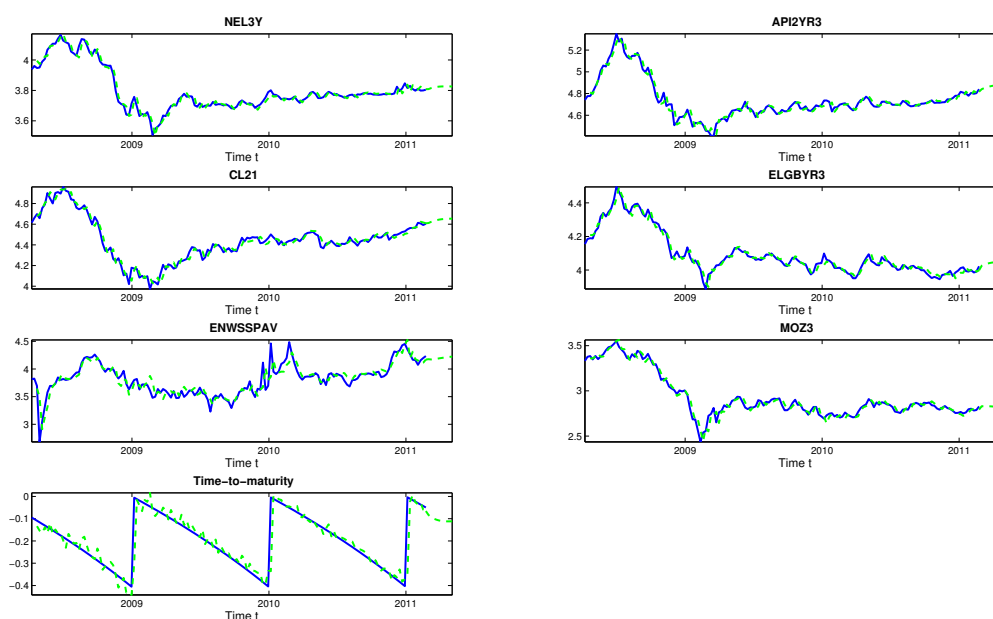 NEL3Y
4
3.8
3.6
2009 2010 2011
Time t
API2YR3
5.2
5
4.8
4.6
2009 2010 2011
Time t
CL21
4.8
4.6
4.4
4.2
4
2009 2010 2011
Time t
ELGBYR3
4.4
4.2
4
2009 2010 2011
Time t
ENWSSPAV
4.5
4
3.5
3
2009 2010 2011
Time t
MOZ3
3.5
3
2.5
2009 2010 2011
Time t
Time−to−maturity
0
−0.1
−0.2
−0.3
−0.4
2009 2010 2011
Time t